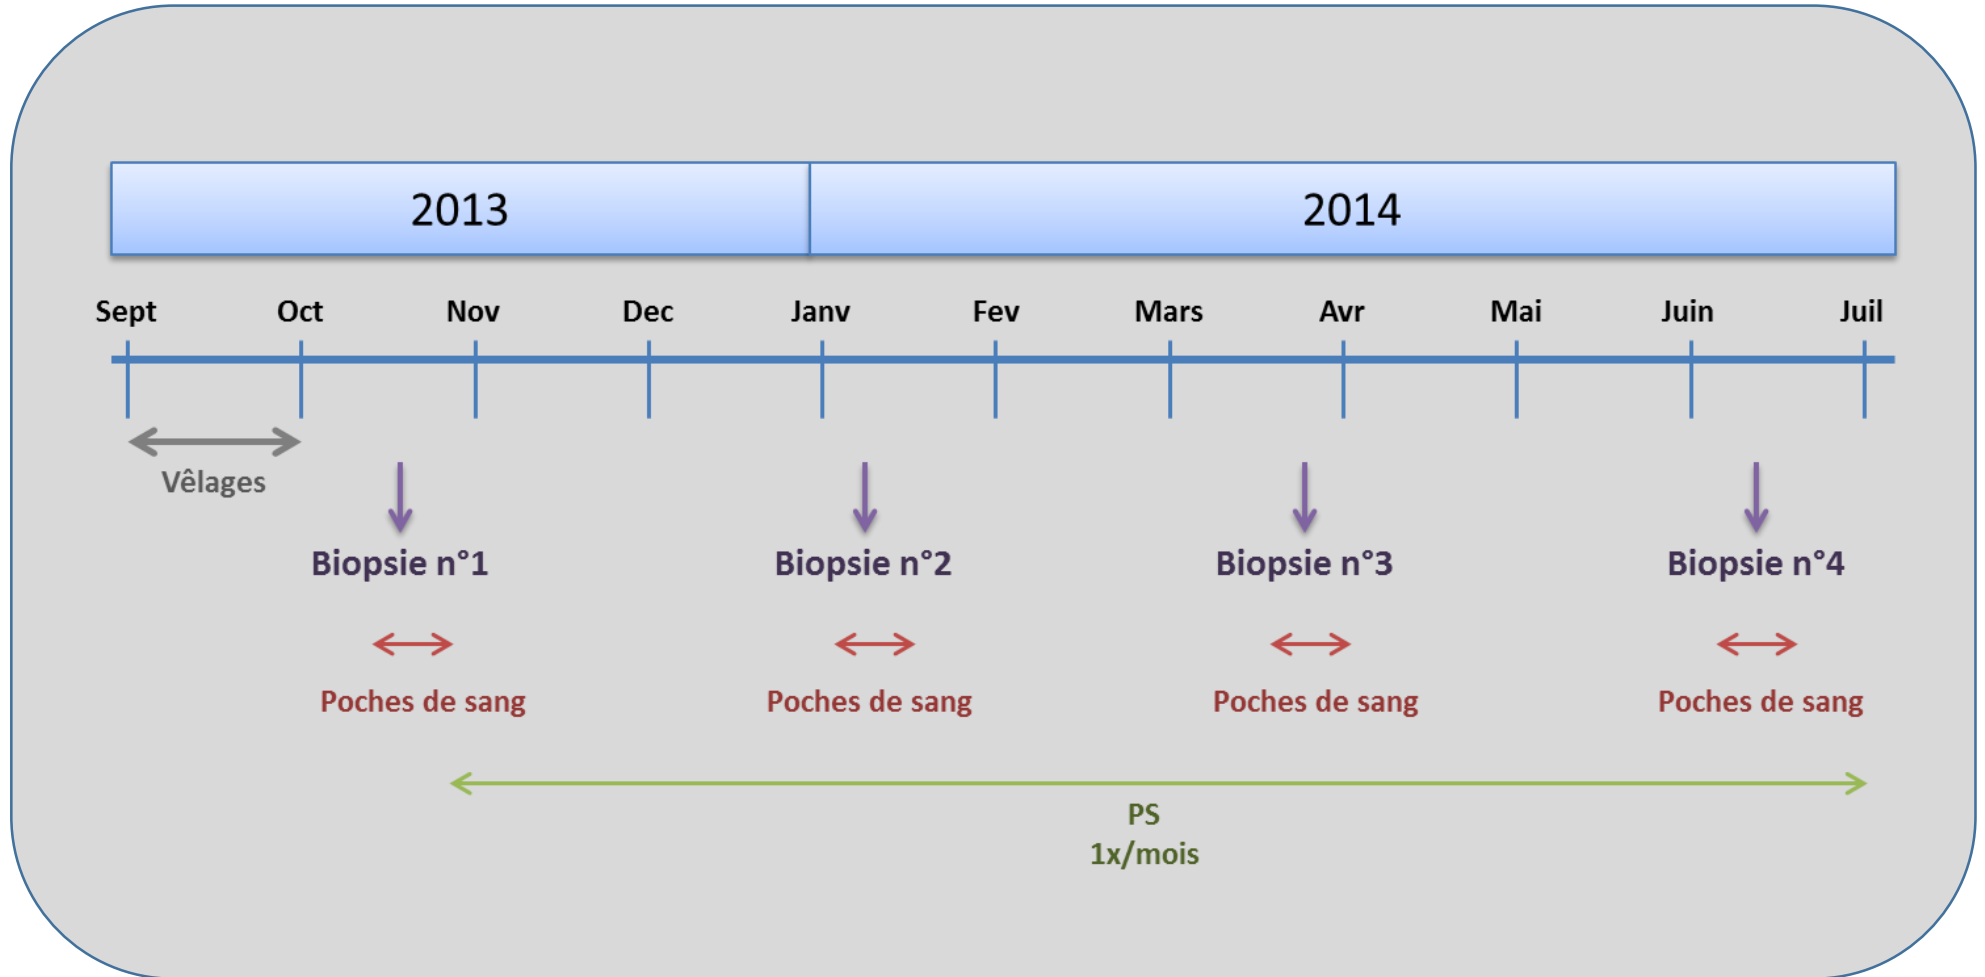 2013 2014
Sept Oct Nov Dec Janv Fev Mars Avr Mai Juin Juil
Vêlages
Biopsie n°1 Biopsie n°2 Biopsie n°3 Biopsie n°4
Poches de sang Poches de sang Poches de sang Poches de sang
PS
1x/mois